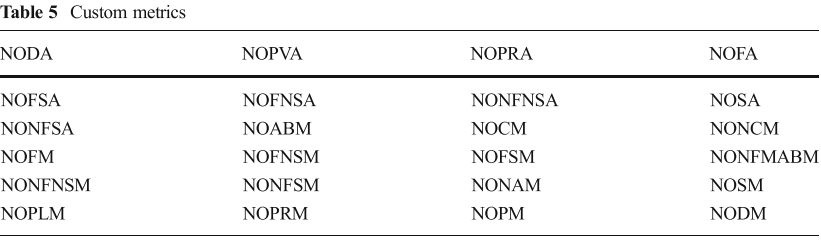 Table 5 Custom metrics
NODA NOPVA NOPRA NOFA
NOFSA NOFNSA NONFNSA NOSA
NONFSA NOABM NOCM NONCM
NOFM NOFNSM NOFSM NONFMABM
NONFNSM NONFSM NONAM NOSM
NOPLM NOPRM NOPM NODM